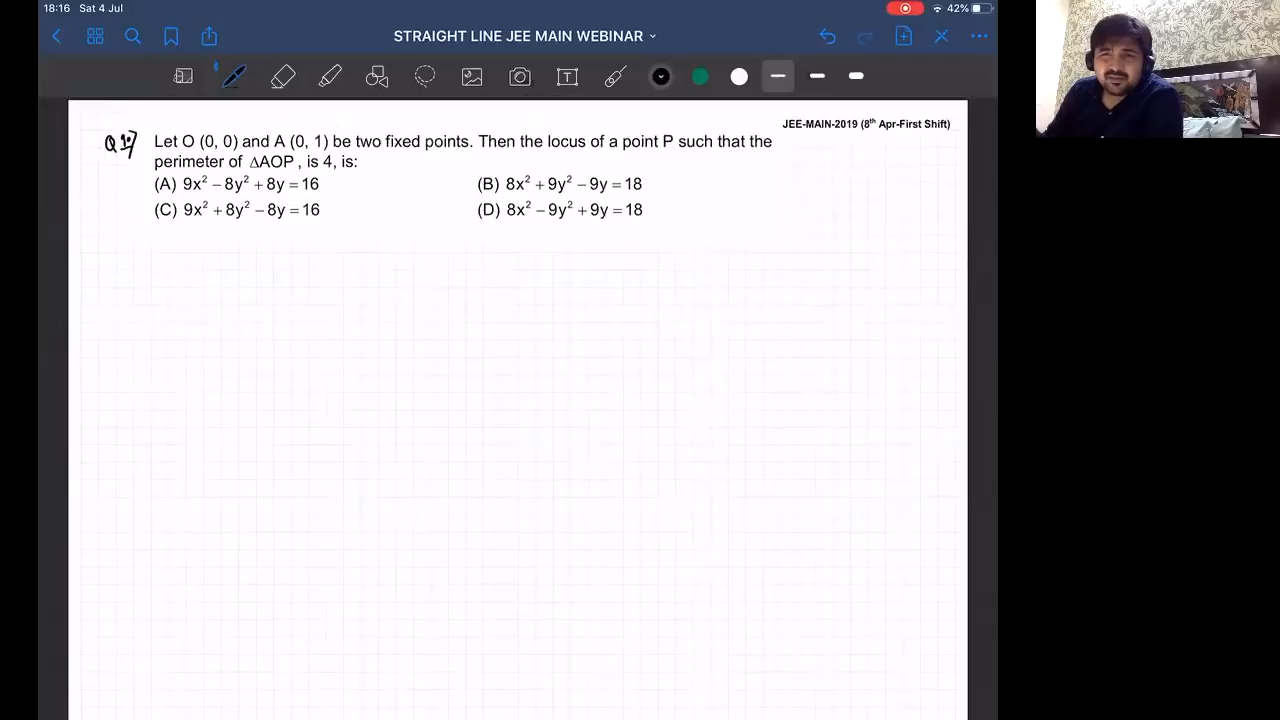 18:16 Sat 4 Jul
42%
STRAIGHT LINE JEE MAIN WEBINAR
JEE-MAIN-2019 (8th Apr-First Shift)
Let O (0, 0) and A (0, 1) be two fixed points. Then the locus of a point P such that the
perimeter of ΔAOP , is 4, is:
(A) 9x² − 8y² + 8y = 16 (B) 8x² + 9y² − 9y = 18
(C) 9x² + 8y² − 8y = 16 (D) 8x² − 9y² + 9y = 18